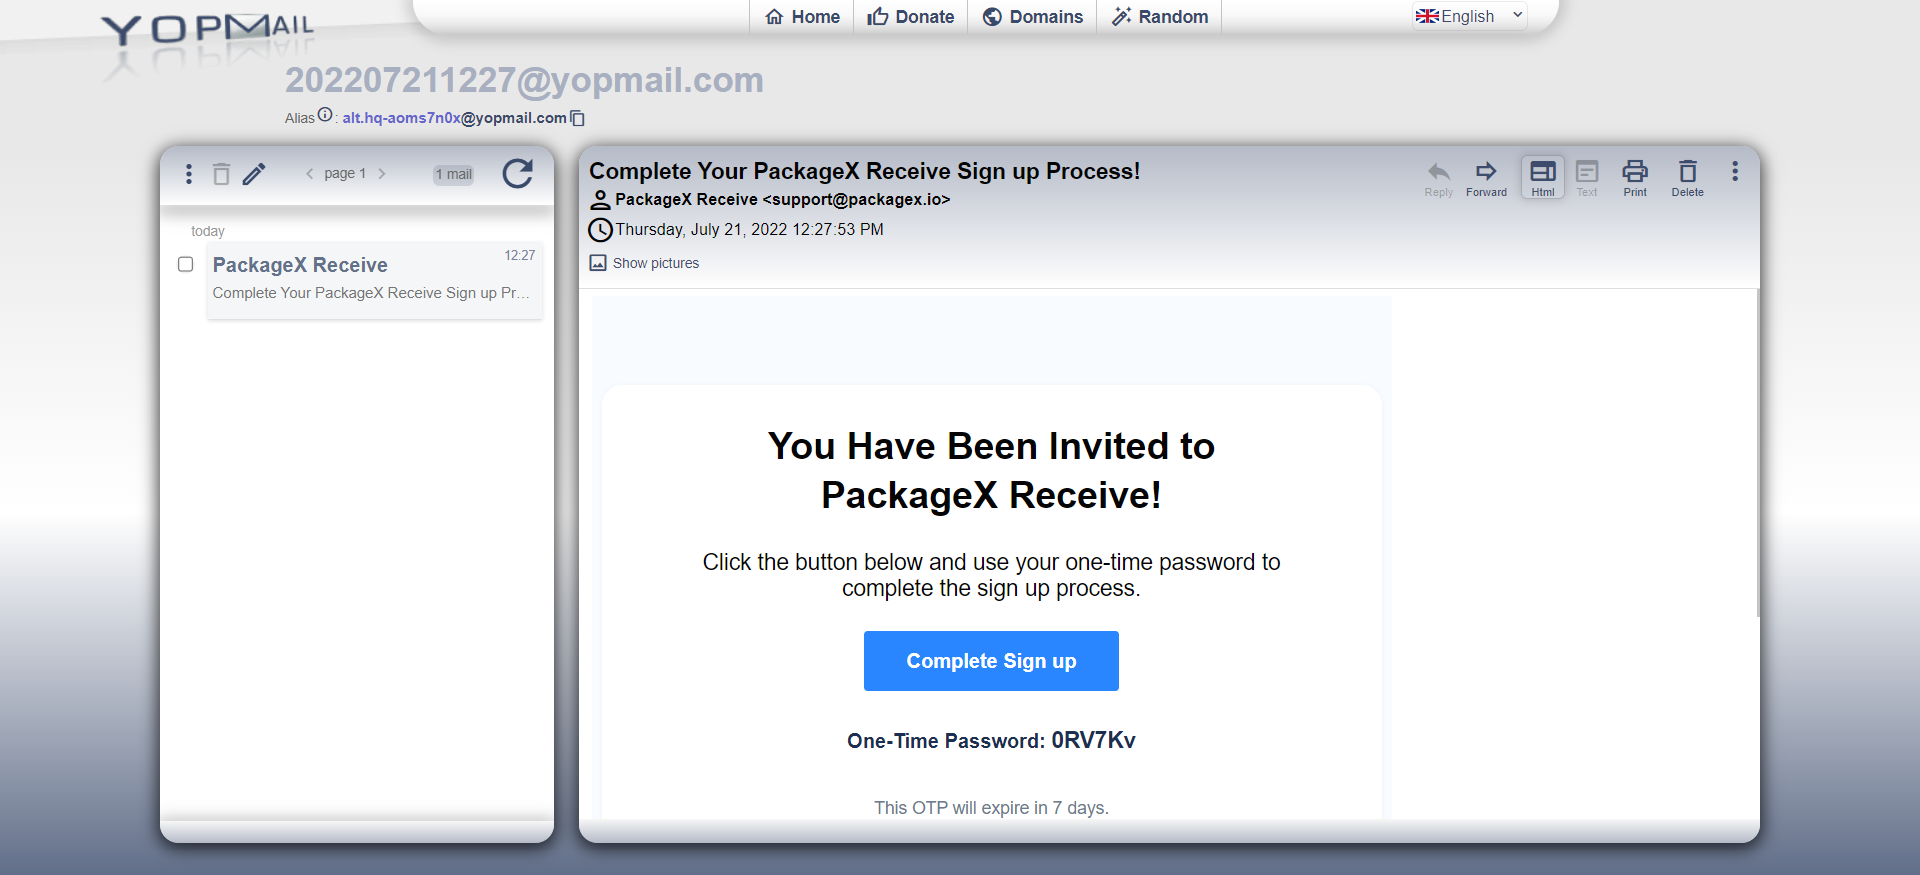 YOPMAIL
Home
Donate
Domains
Random
English
202207211227@yopmail.com
Alias : alt.hq-aoms7n0x@yopmail.com
page 1
1 mail
today
PackageX Receive
12:27
Complete Your PackageX Receive Sign up Pr...
Complete Your PackageX Receive Sign up Process!
PackageX Receive <support@packagex.io>
Thursday, July 21, 2022 12:27:53 PM
Show pictures
Reply
Forward
Html
Text
Print
Delete
You Have Been Invited to
PackageX Receive!
Click the button below and use your one-time password to
complete the sign up process.
Complete Sign up
One-Time Password: 0RV7Kv
This OTP will expire in 7 days.